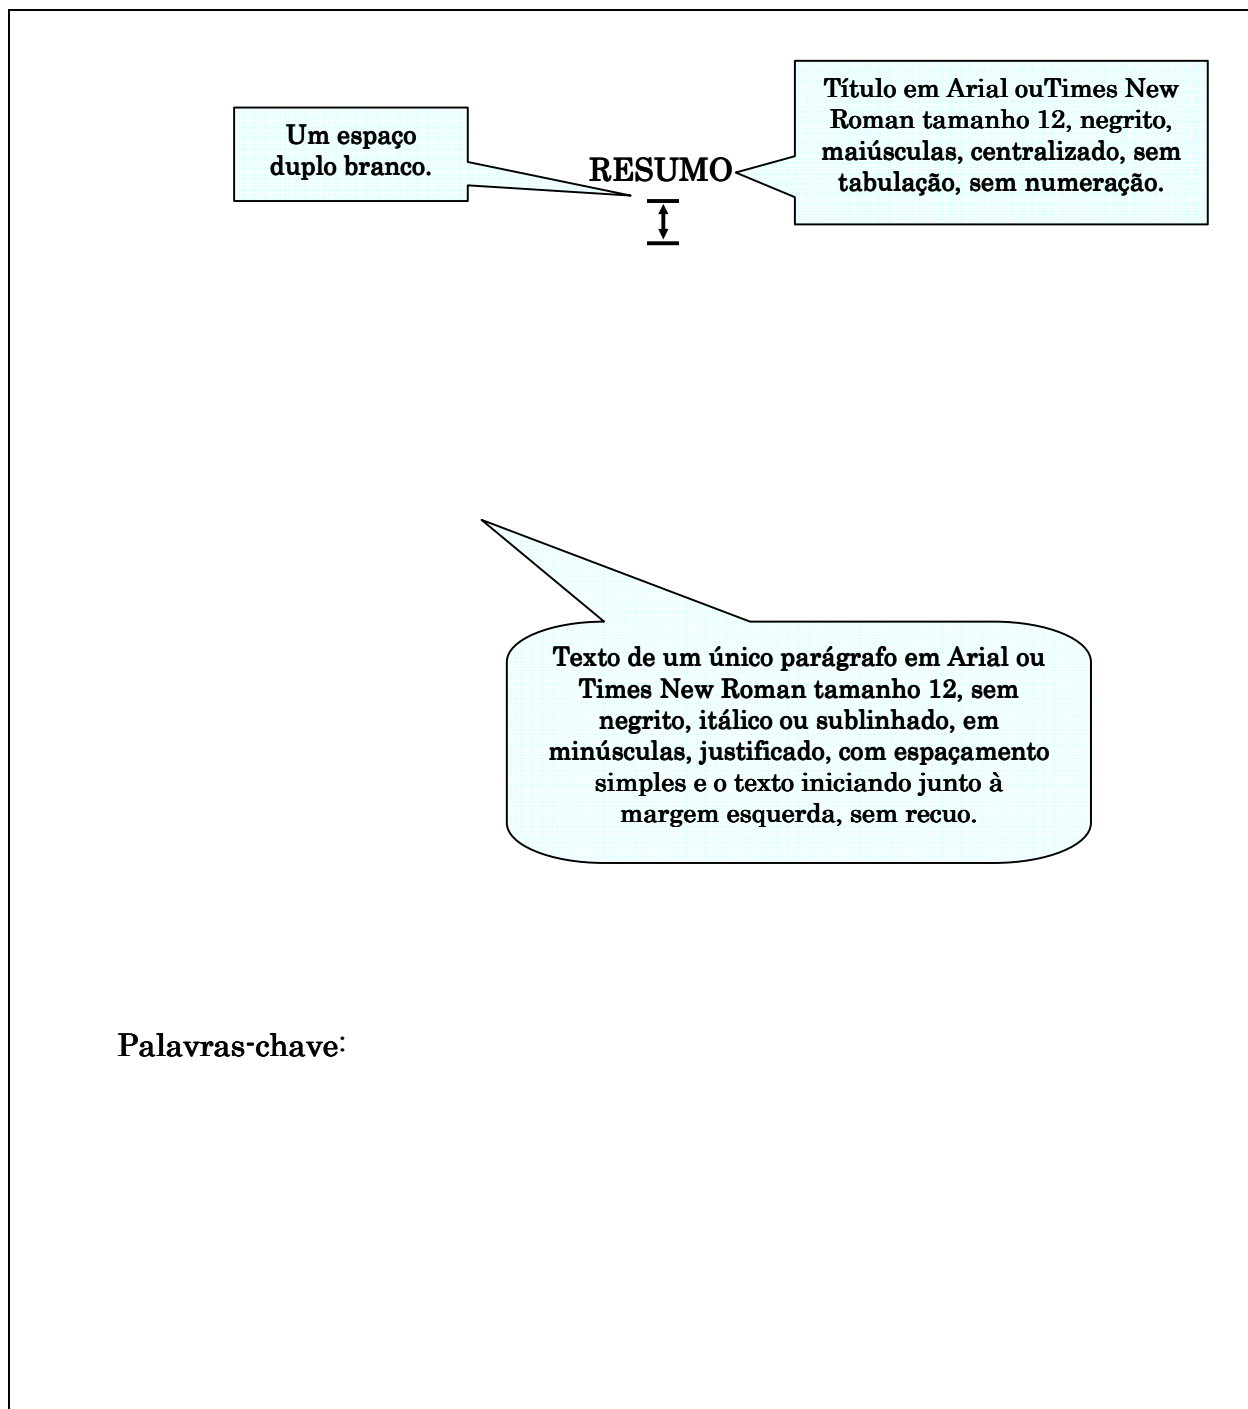 Título em Arial ouTimes New
Roman tamanho 12, negrito,
maiúsculas, centralizado, sem
tabulação, sem numeração.
Um espaço
duplo branco.
RESUMO
Texto de um único parágrafo em Arial ou
Times New Roman tamanho 12, sem
negrito, itálico ou sublinhado, em
minúsculas, justificado, com espaçamento
simples e o texto iniciando junto à
margem esquerda, sem recuo.
Palavras-chave: